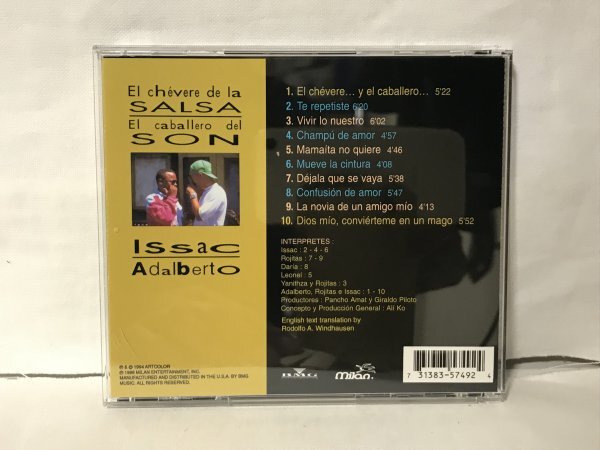 El chévere de la
SALSA
El caballero del
SON
Issac
Adalberto
℗ & © 1994 ARTCOLOR
© 1996 MILAN ENTERTAINMENT, INC.
MANUFACTURED AND DISTRIBUTED IN THE U.S.A. BY BMG
MUSIC. ALL RIGHTS RESERVED.
1. El chévere... y el caballero... 5'22
2. Te repetiste 6'20
3. Vivir lo nuestro 6'02
4. Champú de amor 4'57
5. Mamaíta no quiere 4'46
6. Mueve la cintura 4'08
7. Déjala que se vaya 5'38
8. Confusión de amor 5'47
9. La novia de un amigo mío 4'13
10. Dios mío, conviérteme en un mago 5'52
INTERPRETES :
Issac : 2 - 4 - 6
Rojitas : 7 - 9
Daria : 8
Leonel : 5
Yanithza y Rojitas : 3
Adalberto, Rojitas e Issac : 1 - 10
Productores : Pancho Amat y Giraldo Piloto
Concepto y Producción General : Ali Ko
English text translation by
Rodolfo A. Windhausen
BMG
milan
7 31383-57492 4